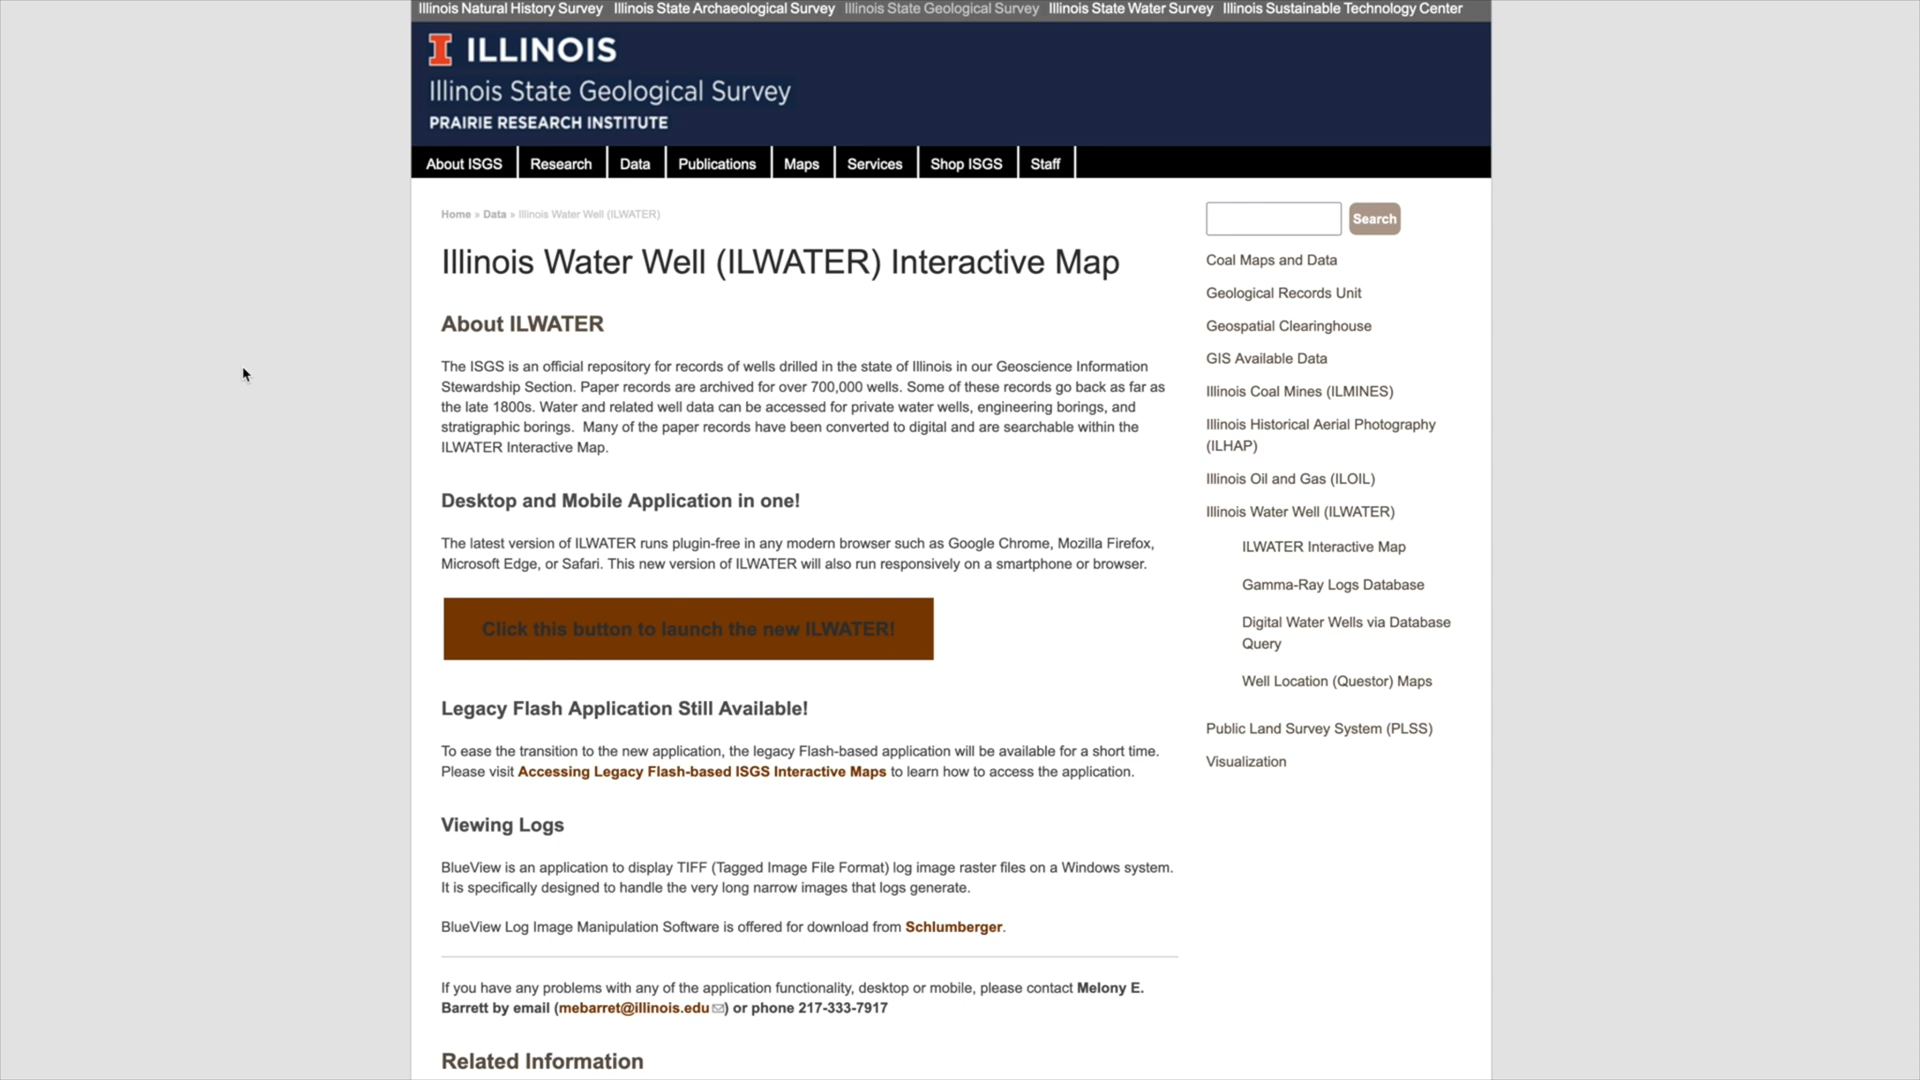 Illinois Natural History Survey Illinois State Archaeological Survey Illinois State Geological Survey Illinois State Water Survey Illinois Sustainable Technology Center
I ILLINOIS
Illinois State Geological Survey
PRAIRIE RESEARCH INSTITUTE
About ISGS Research Data Publications Maps Services Shop ISGS Staff
Home » Data » Illinois Water Well (ILWATER)
Illinois Water Well (ILWATER) Interactive Map
About ILWATER
The ISGS is an official repository for records of wells drilled in the state of Illinois in our Geoscience Information
Stewardship Section. Paper records are archived for over 700,000 wells. Some of these records go back as far as
the late 1800s. Water and related well data can be accessed for private water wells, engineering borings, and
stratigraphic borings.  Many of the paper records have been converted to digital and are searchable within the
ILWATER Interactive Map.
Desktop and Mobile Application in one!
The latest version of ILWATER runs plugin-free in any modern browser such as Google Chrome, Mozilla Firefox,
Microsoft Edge, or Safari. This new version of ILWATER will also run responsively on a smartphone or browser.
Click this button to launch the new ILWATER!
Legacy Flash Application Still Available!
To ease the transition to the new application, the legacy Flash-based application will be available for a short time.
Please visit Accessing Legacy Flash-based ISGS Interactive Maps to learn how to access the application.
Viewing Logs
BlueView is an application to display TIFF (Tagged Image File Format) log image raster files on a Windows system.
It is specifically designed to handle the very long narrow images that logs generate.
BlueView Log Image Manipulation Software is offered for download from Schlumberger.
If you have any problems with any of the application functionality, desktop or mobile, please contact Melony E.
Barrett by email (mebarret@illinois.edu) or phone 217-333-7917
Related Information
Search
Coal Maps and Data
Geological Records Unit
Geospatial Clearinghouse
GIS Available Data
Illinois Coal Mines (ILMINES)
Illinois Historical Aerial Photography
(ILHAP)
Illinois Oil and Gas (ILOIL)
Illinois Water Well (ILWATER)
ILWATER Interactive Map
Gamma-Ray Logs Database
Digital Water Wells via Database
Query
Well Location (Questor) Maps
Public Land Survey System (PLSS)
Visualization